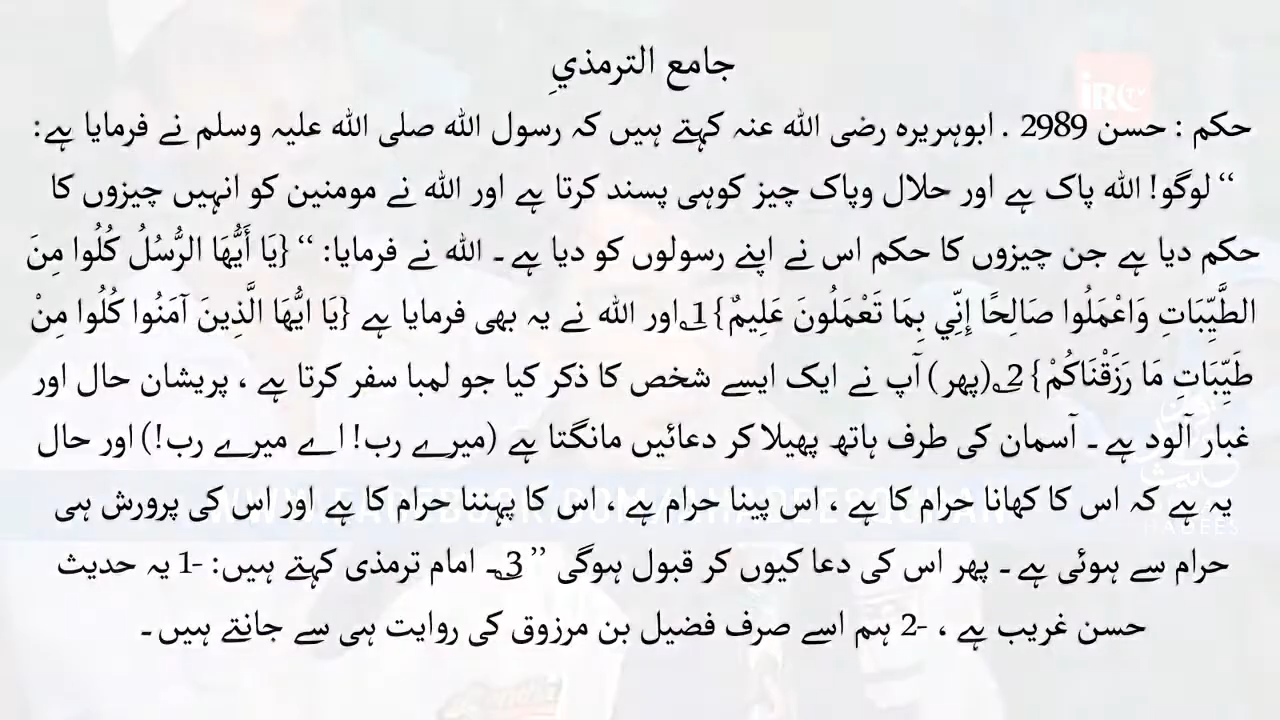 جامع الترمذيِ
iRC TV
حکم : حسن 2989 . ابوہریرہ رضی اللہ عنہ کہتے ہیں کہ رسول اللہ صلی اللہ علیہ وسلم نے فرمایا ہے:
‘‘ لوگو! اللہ پاک ہے اور حلال وپاک چیز کوہی پسند کرتا ہے اور اللہ نے مومنین کو انہیں چیزوں کا
حکم دیا ہے جن چیزوں کا حکم اس نے اپنے رسولوں کو دیا ہے۔ اللہ نے فرمایا: ‘‘ {يَا أَيُّهَا الرُّسُلُ كُلُوا مِنَ
الطَّيِّبَاتِ وَاعْمَلُوا صَالِحًا إِنِّي بِمَا تَعْمَلُونَ عَلِيمٌ}1؎اور اللہ نے یہ بھی فرمایا ہے {يَا ايُّهَا الَّذِينَ آمَنُوا كُلُوا مِنْ
طَيِّبَاتِ مَا رَزَقْنَاكُمْ}2؎(پھر) آپ نے ایک ایسے شخص کا ذکر کیا جو لمبا سفر کرتا ہے ، پریشان حال اور
غبار آلود ہے۔ آسمان کی طرف ہاتھ پھیلاکر دعائیں مانگتا ہے (میرے رب! اے میرے رب!) اور حال
یہ ہے کہ اس کا کھانا حرام کا ہے ، اس پینا حرام ہے ، اس کا پہننا حرام کا ہے اور اس کی پرورش ہی
HADEES
حرام سے ہوئی ہے۔ پھر اس کی دعا کیوں کر قبول ہوگی ’’ 3؎۔ امام ترمذی کہتے ہیں: -1 یہ حدیث
حسن غریب ہے ، -2 ہم اسے صرف فضیل بن مرزوق کی روایت ہی سے جانتے ہیں۔